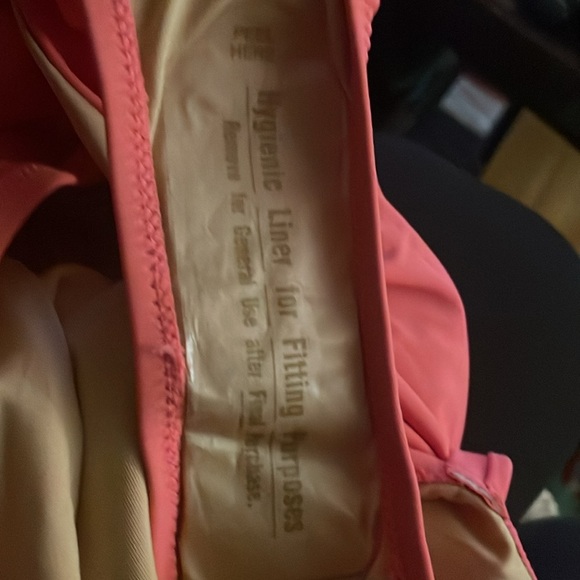 Hygienic Liner for Fitting Purposes
Remove for General Use after Final Purchase.